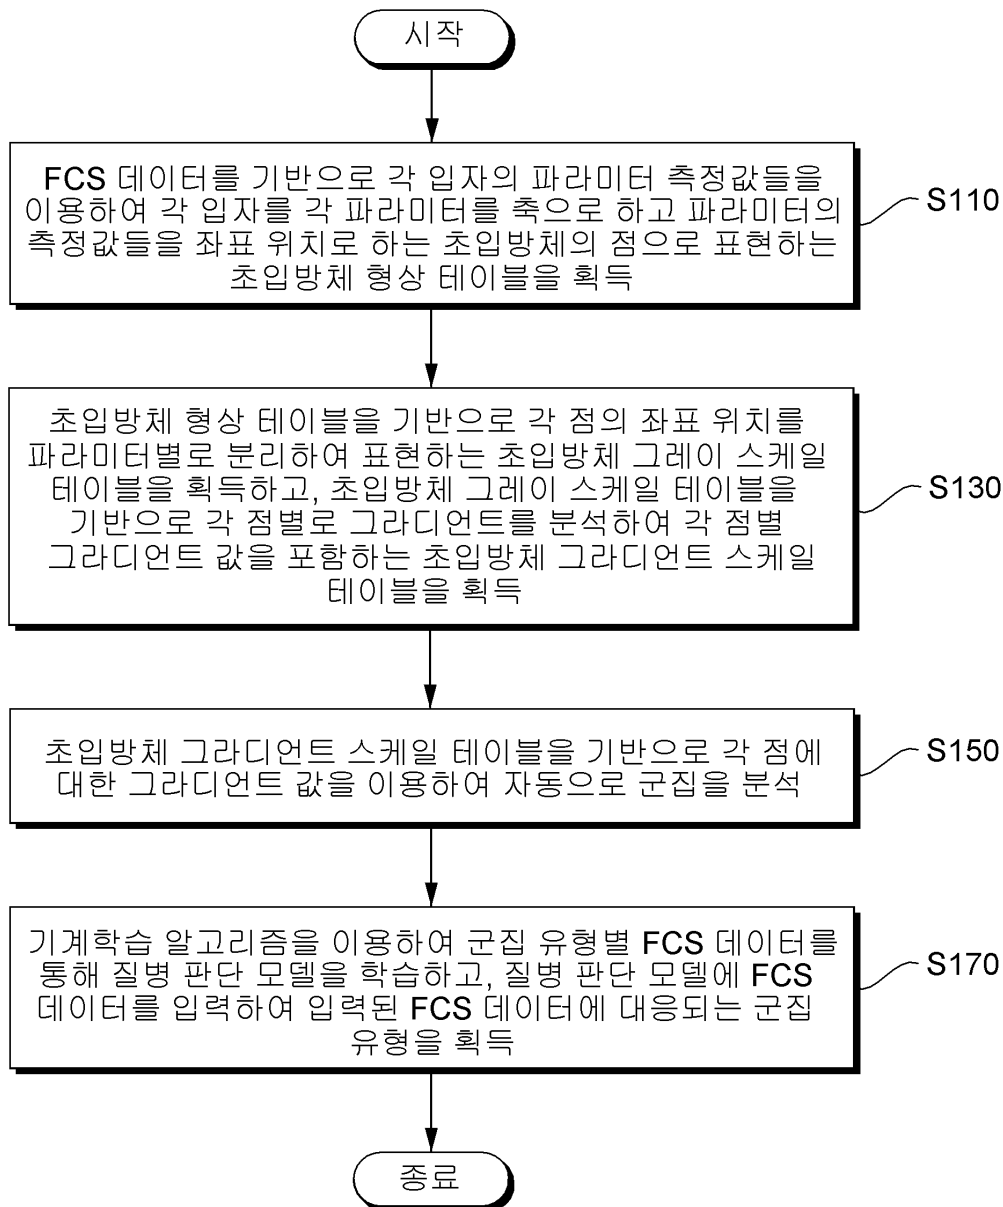 시작
FCS 데이터를 기반으로 각 입자의 파라미터 측정값들을
이용하여 각 입자를 각 파라미터를 축으로 하고 파라미터의
측정값들을 좌표 위치로 하는 초입방체의 점으로 표현하는
초입방체 형상 테이블을 획득
S110
초입방체 형상 테이블을 기반으로 각 점의 좌표 위치를
파라미터별로 분리하여 표현하는 초입방체 그레이 스케일
테이블을 획득하고, 초입방체 그레이 스케일 테이블을
기반으로 각 점별로 그라디언트를 분석하여 각 점별
그라디언트 값을 포함하는 초입방체 그라디언트 스케일
테이블을 획득
S130
초입방체 그라디언트 스케일 테이블을 기반으로 각 점에
대한 그라디언트 값을 이용하여 자동으로 군집을 분석
S150
기계학습 알고리즘을 이용하여 군집 유형별 FCS 데이터를
통해 질병 판단 모델을 학습하고, 질병 판단 모델에 FCS
데이터를 입력하여 입력된 FCS 데이터에 대응되는 군집
유형을 획득
S170
종료